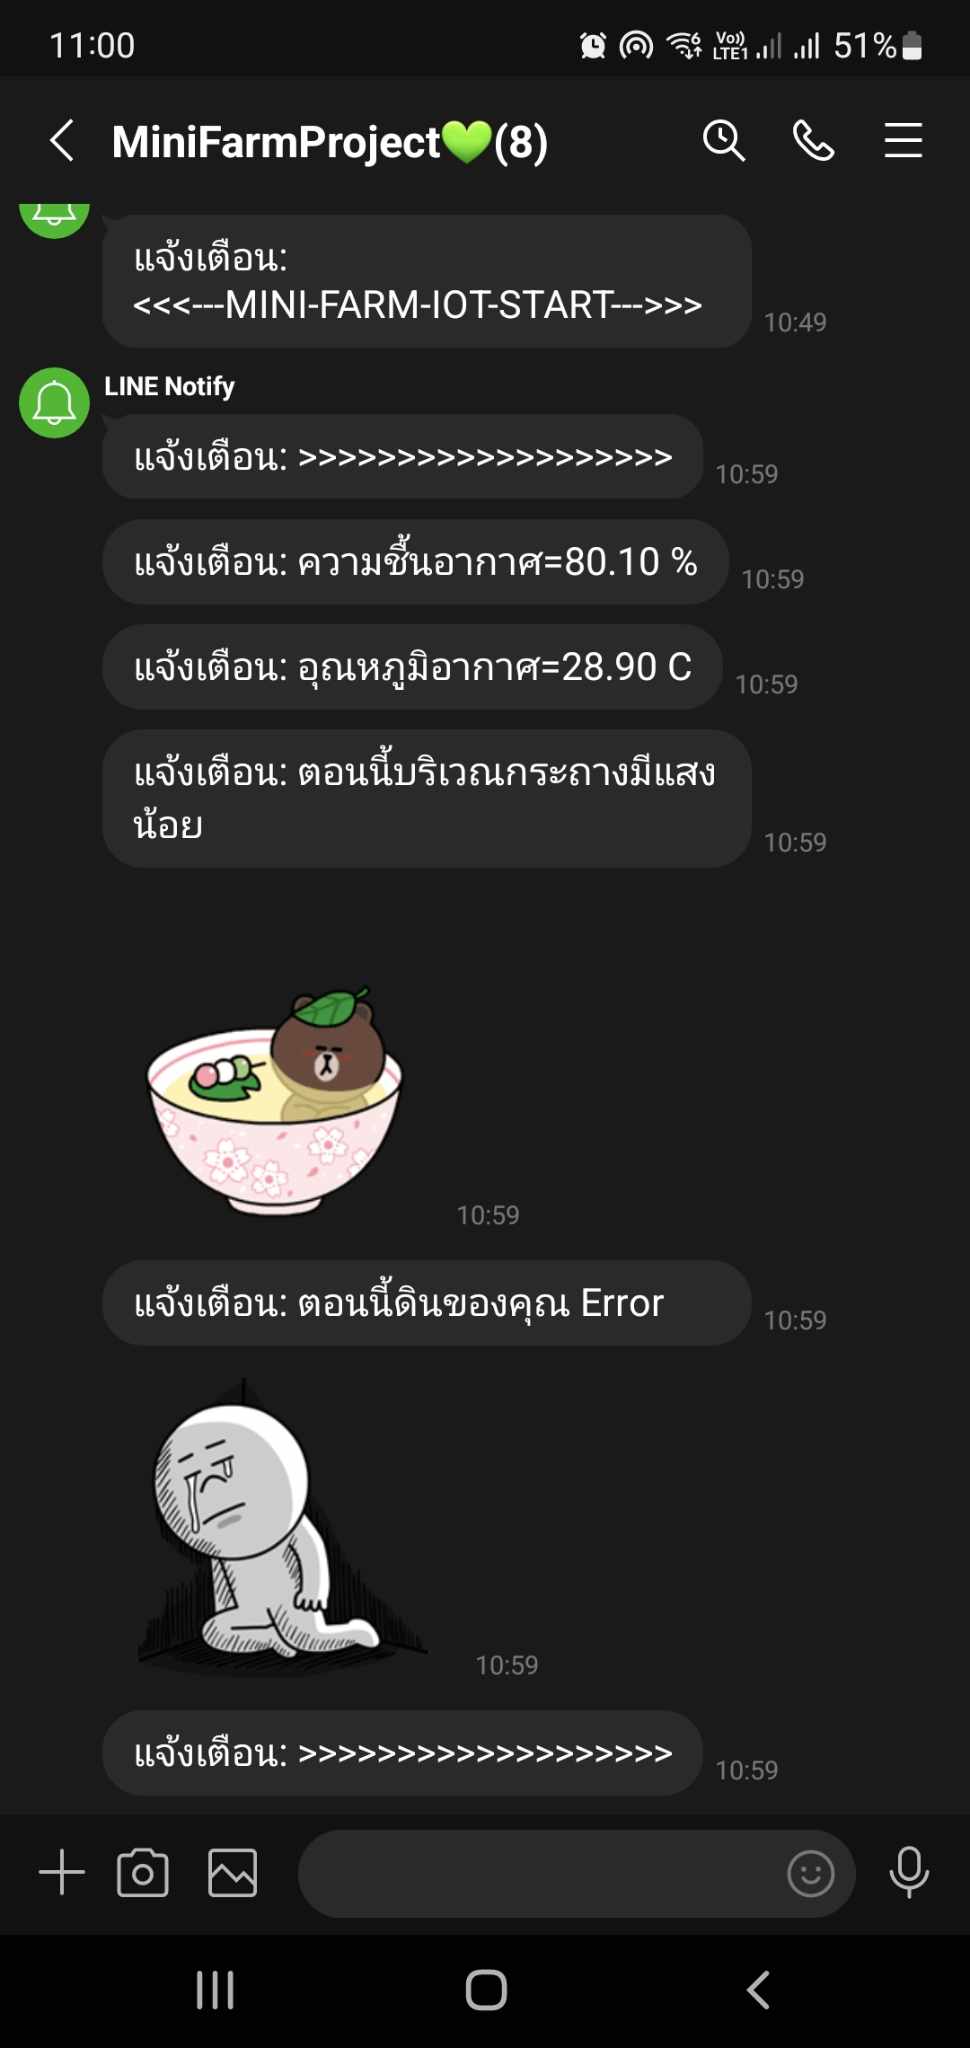 11:00
6
Vo))
LTE1
51%
MiniFarmProject💚(8)
แจ้งเตือน:
<<<---MINI-FARM-IOT-START--->>>
10:49
LINE Notify
แจ้งเตือน: >>>>>>>>>>>>>>>>>>>
10:59
แจ้งเตือน: ความชื้นอากาศ=80.10 %
10:59
แจ้งเตือน: อุณหภูมิอากาศ=28.90 C
10:59
แจ้งเตือน: ตอนนี้บริเวณกระถางมีแสง
น้อย
10:59
10:59
แจ้งเตือน: ตอนนี้ดินของคุณ Error
10:59
10:59
แจ้งเตือน: >>>>>>>>>>>>>>>>>>>
10:59